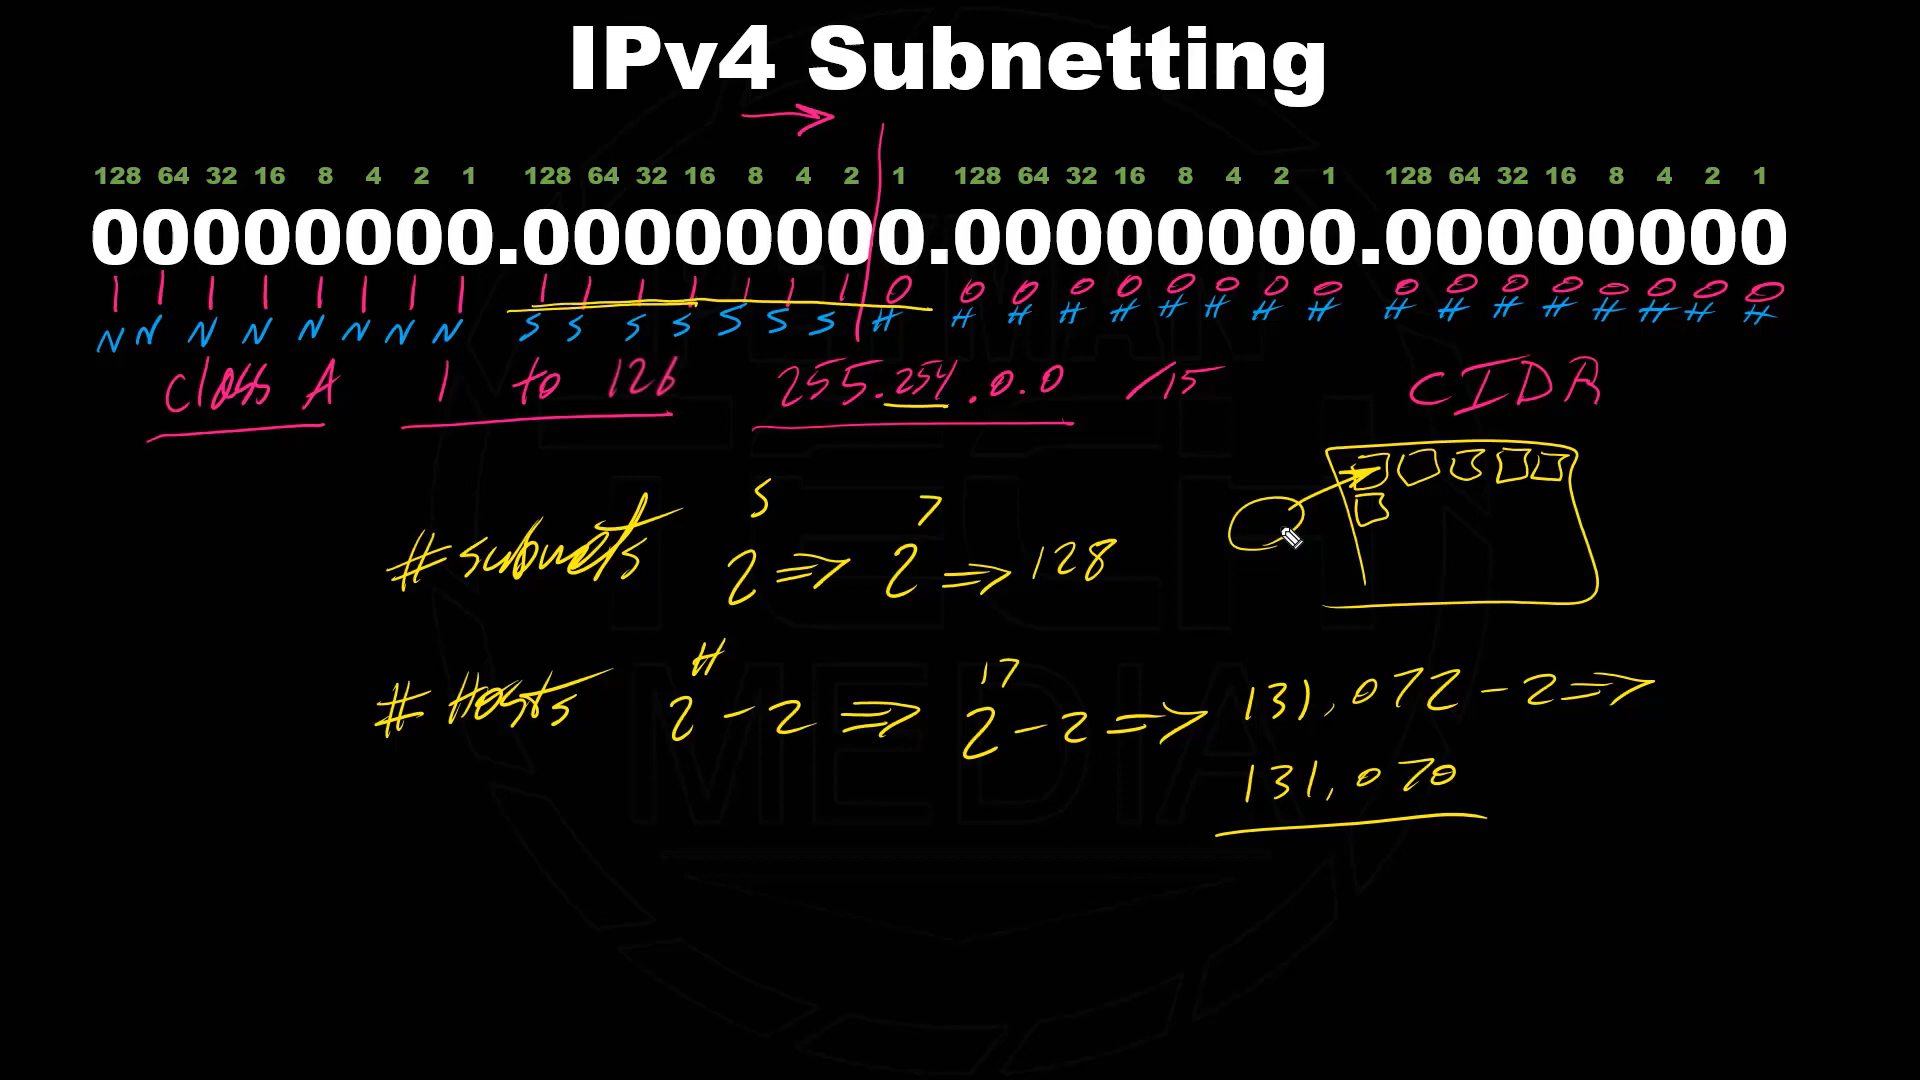 IPv4 Subnetting
128 64 32 16 8 4 2 1 128 64 32 16 8 4 2 1 128 64 32 16 8 4 2 1 128 64 32 16 8 4 2 1
00000000.00000000.00000000.00000000
1 1 1 1 1 1 1 1 1 1 1 1 1 1 1 0 0 0 0 0 0 0 0 0 0 0 0 0 0 0 0 0
N N N N N N N N S S S S S S S H H H H H H H H H H H H H H H H H
class A 1 to 126 255.254.0.0 /15 CIDR
S 7
# subnets 2 => 2 => 128
H 17
# Hosts 2 - 2 => 2 - 2 => 131,072 - 2 =>
131,070
TECH
MEDIA